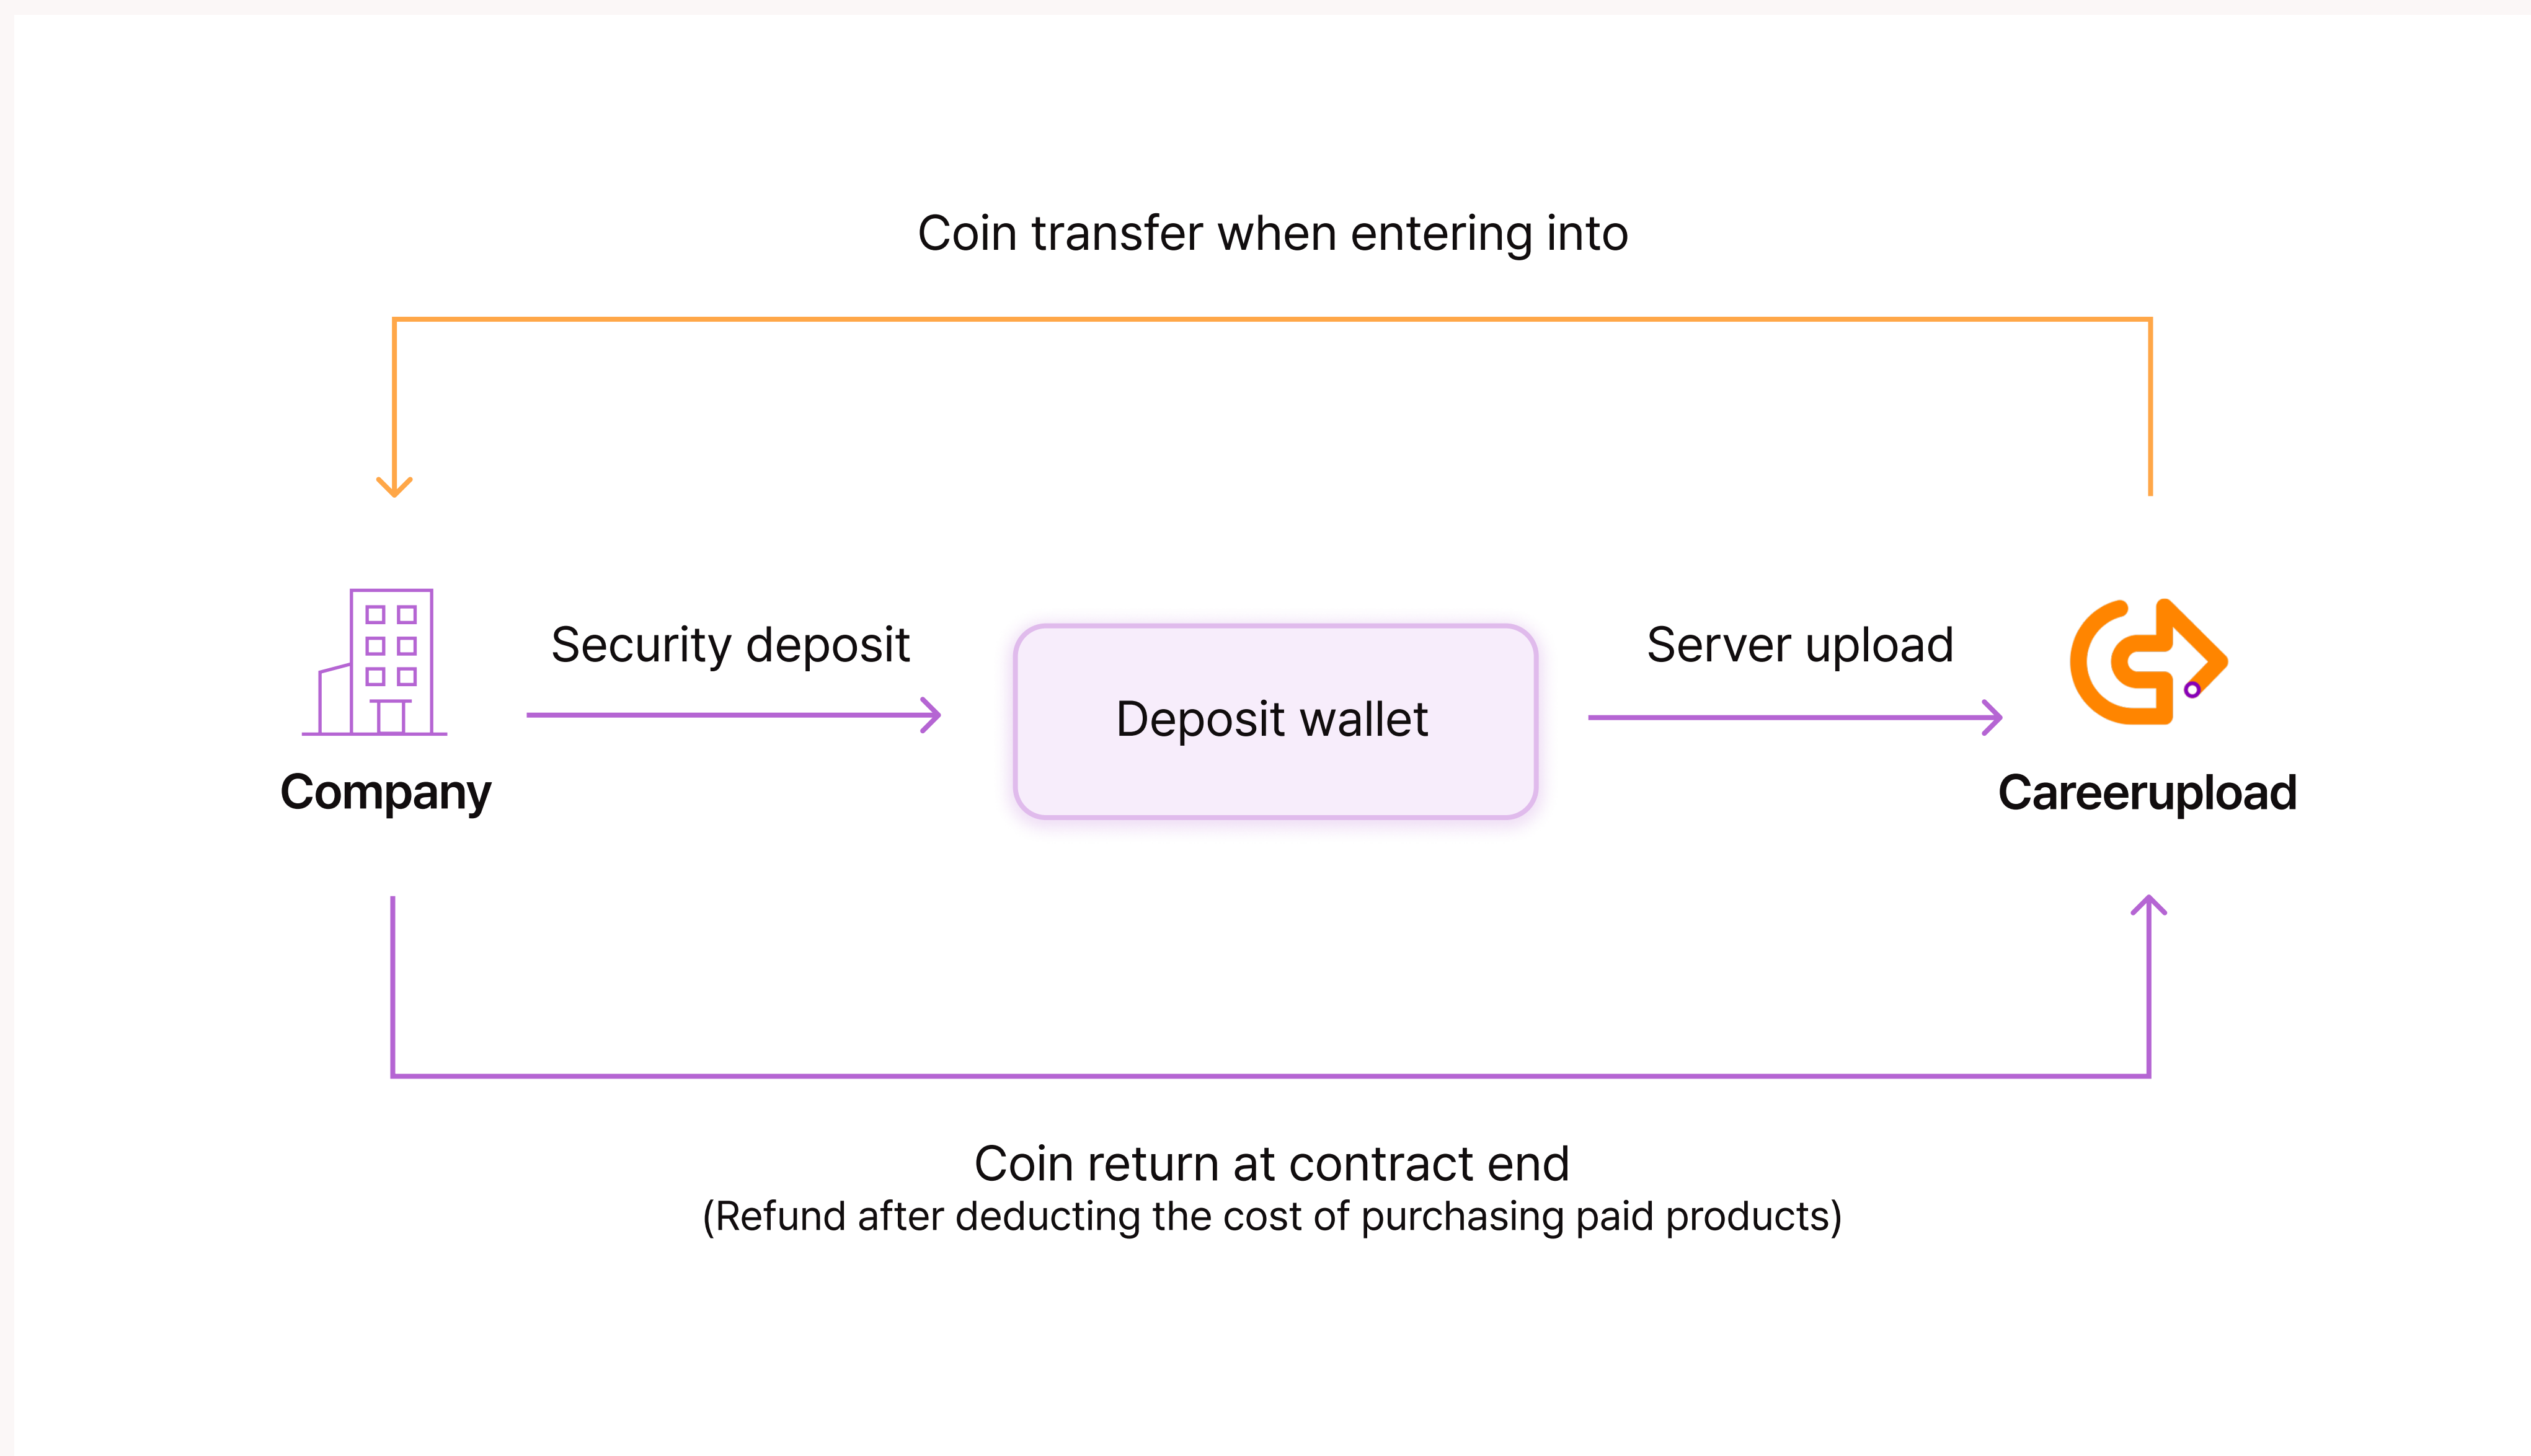 Coin transfer when entering into
Security deposit
Server upload
Deposit wallet
Company
Careerupload
Coin return at contract end
(Refund after deducting the cost of purchasing paid products)